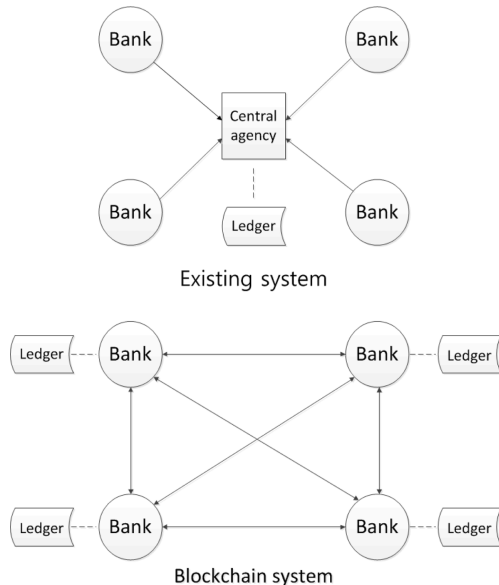 Bank
Bank
Central
agency
Bank
Bank
Ledger
Existing system
Ledger
Bank
Bank
Ledger
Ledger
Bank
Bank
Ledger
Blockchain system